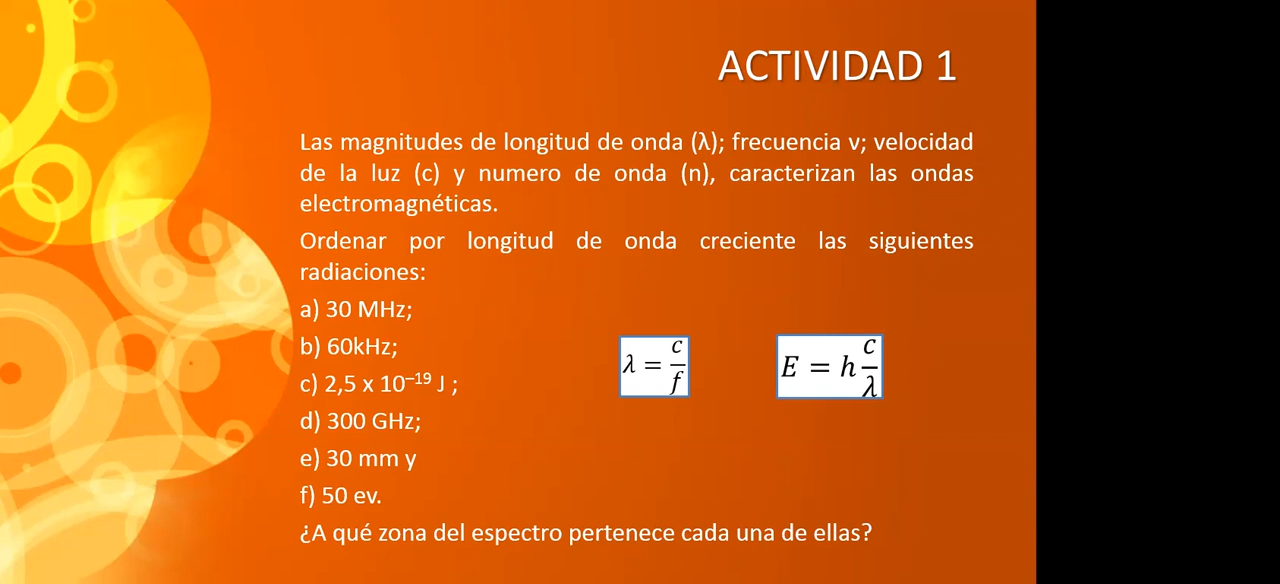 ACTIVIDAD 1
Las magnitudes de longitud de onda (λ); frecuencia ν; velocidad
de la luz (c) y numero de onda (n), caracterizan las ondas
electromagnéticas.
Ordenar por longitud de onda creciente las siguientes
radiaciones:
a) 30 MHz;
b) 60kHz;
c) 2,5 x 10⁻¹⁹ J ;
d) 300 GHz;
e) 30 mm y
f) 50 ev.
λ = c/f
E = h c/λ
¿A qué zona del espectro pertenece cada una de ellas?